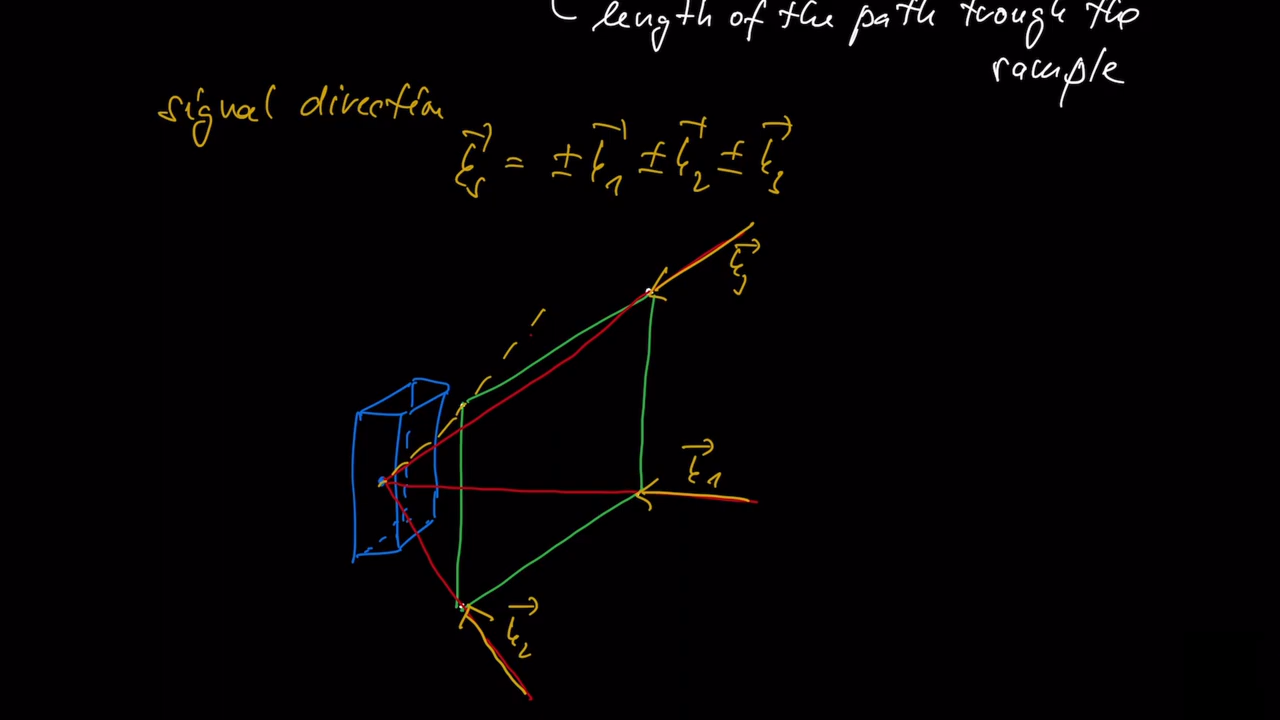 length of the path trough the
sample
signal direction
k⃗s = ± k⃗1 ± k⃗2 ± k⃗3
k⃗3
k⃗1
k⃗2